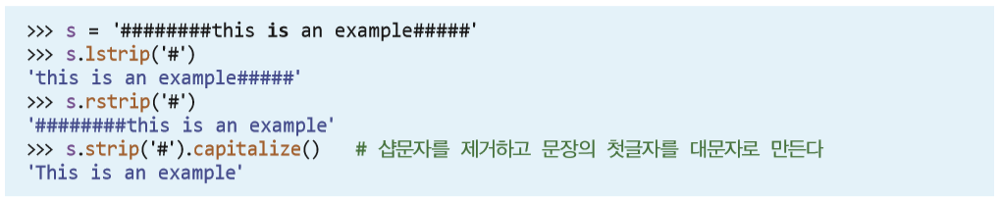 >>> s = '########this is an example#####'
>>> s.lstrip('#')
'this is an example#####'
>>> s.rstrip('#')
'########this is an example'
>>> s.strip('#').capitalize()   # 샵문자를 제거하고 문장의 첫글자를 대문자로 만든다
'This is an example'